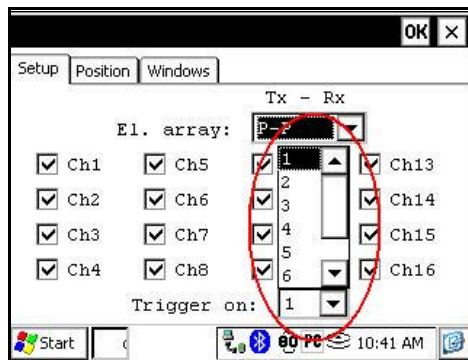 OK ×
Setup Position Windows
Tx - Rx
El. array: P-P
Ch1 Ch5 1 Ch13
Ch2 Ch6 2 Ch14
3
Ch3 Ch7 4 Ch15
5
Ch4 Ch8 6 Ch16
Trigger on: 1
Start 10:41 AM